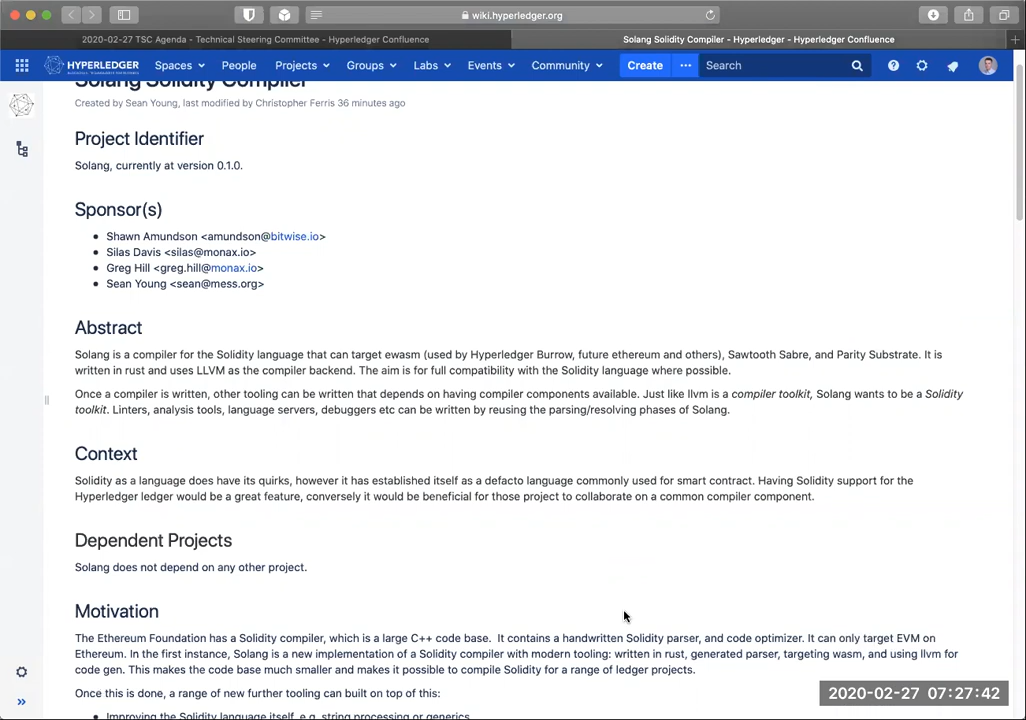 wiki.hyperledger.org
2020-02-27 TSC Agenda - Technical Steering Committee - Hyperledger Confluence
Solang Solidity Compiler - Hyperledger - Hyperledger Confluence
HYPERLEDGER
Spaces People Projects Groups Labs Events Community Create ··· Search
Solang Solidity Compiler
Created by Sean Young, last modified by Christopher Ferris 36 minutes ago
Project Identifier
Solang, currently at version 0.1.0.
Sponsor(s)
• Shawn Amundson <amundson@bitwise.io>
• Silas Davis <silas@monax.io>
• Greg Hill <greg.hill@monax.io>
• Sean Young <sean@mess.org>
Abstract
Solang is a compiler for the Solidity language that can target ewasm (used by Hyperledger Burrow, future ethereum and others), Sawtooth Sabre, and Parity Substrate. It is
written in rust and uses LLVM as the compiler backend. The aim is for full compatibility with the Solidity language where possible.
Once a compiler is written, other tooling can be written that depends on having compiler components available. Just like llvm is a compiler toolkit, Solang wants to be a Solidity
toolkit. Linters, analysis tools, language servers, debuggers etc can be written by reusing the parsing/resolving phases of Solang.
Context
Solidity as a language does have its quirks, however it has established itself as a defacto language commonly used for smart contract. Having Solidity support for the
Hyperledger ledger would be a great feature, conversely it would be beneficial for those project to collaborate on a common compiler component.
Dependent Projects
Solang does not depend on any other project.
Motivation
The Ethereum Foundation has a Solidity compiler, which is a large C++ code base. It contains a handwritten Solidity parser, and code optimizer. It can only target EVM on
Ethereum. In the first instance, Solang is a new implementation of a Solidity compiler with modern tooling: written in rust, generated parser, targeting wasm, and using llvm for
code gen. This makes the code base much smaller and makes it possible to compile Solidity for a range of ledger projects.
Once this is done, a range of new further tooling can built on top of this:
• Improving the Solidity language itself, e.g. string processing or generics
2020-02-27 07:27:42